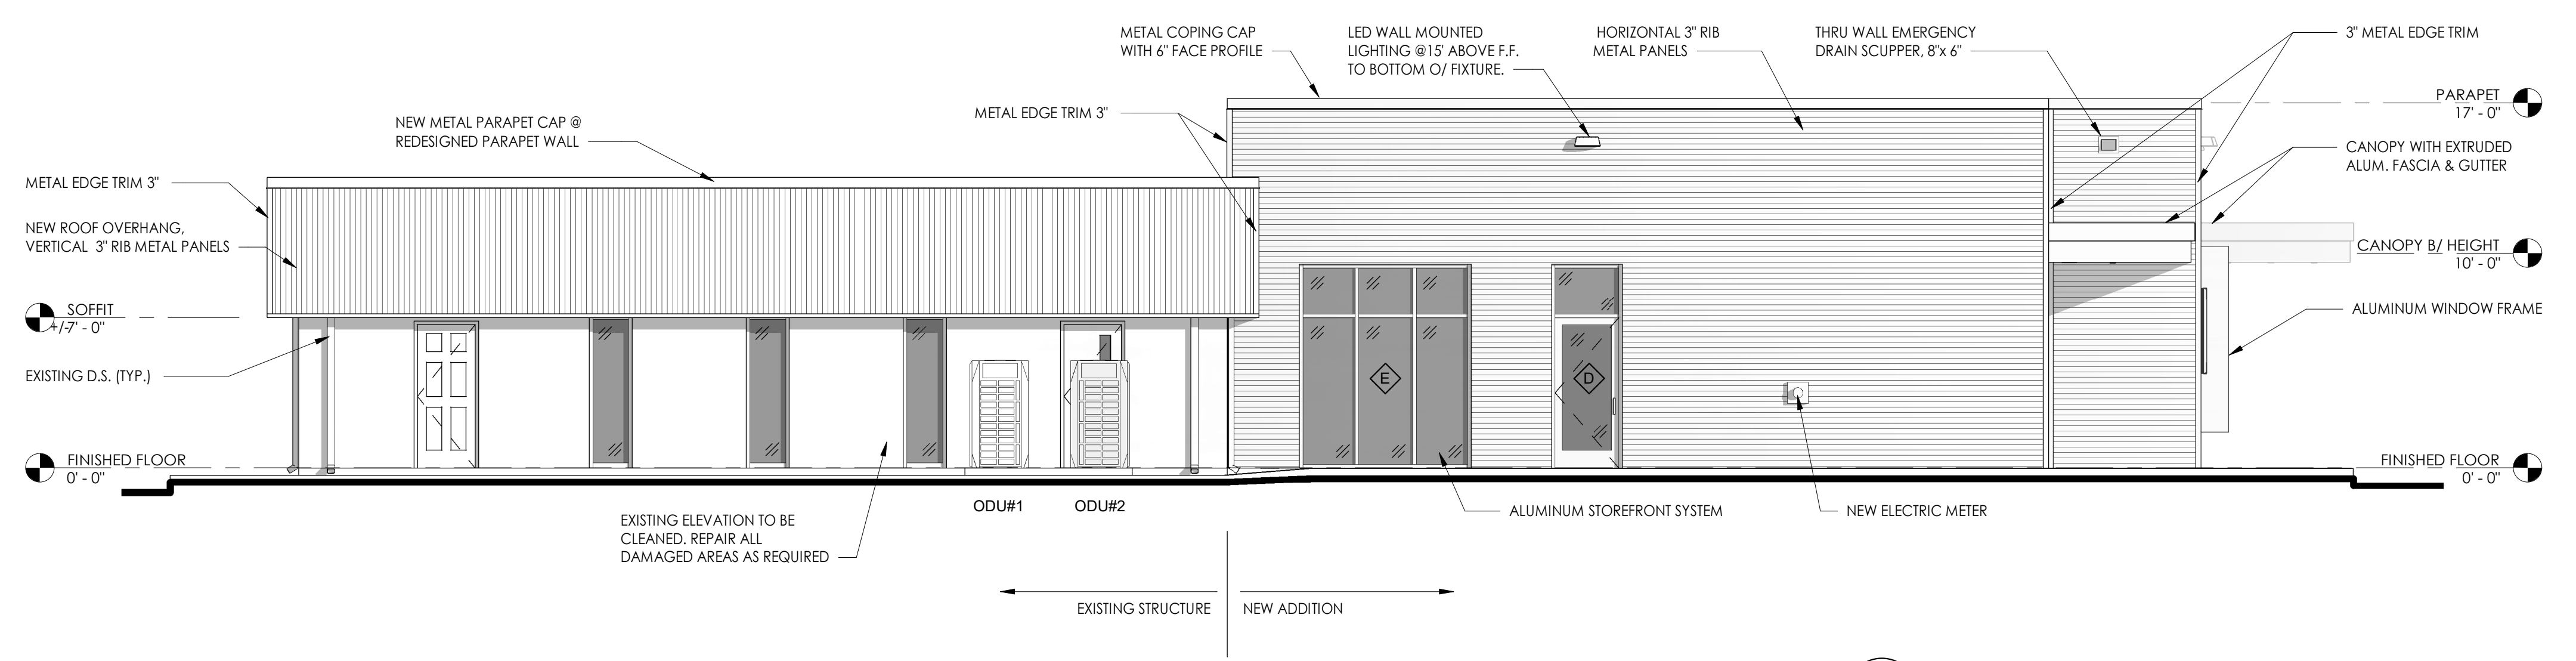 METAL COPING CAP
WITH 6" FACE PROFILE
LED WALL MOUNTED
LIGHTING @15' ABOVE F.F.
TO BOTTOM O/ FIXTURE.
HORIZONTAL 3" RIB
METAL PANELS
THRU WALL EMERGENCY
DRAIN SCUPPER, 8"x 6"
3" METAL EDGE TRIM
PARAPET
17' - 0"
METAL EDGE TRIM 3"
NEW METAL PARAPET CAP @
REDESIGNED PARAPET WALL
CANOPY WITH EXTRUDED
ALUM. FASCIA & GUTTER
METAL EDGE TRIM 3"
NEW ROOF OVERHANG,
VERTICAL 3" RIB METAL PANELS
CANOPY B/ HEIGHT
10' - 0"
SOFFIT
+/-7' - 0"
ALUMINUM WINDOW FRAME
EXISTING D.S. (TYP.)
E
D
FINISHED FLOOR
0' - 0"
FINISHED FLOOR
0' - 0"
ODU#1
ODU#2
EXISTING ELEVATION TO BE
CLEANED. REPAIR ALL
DAMAGED AREAS AS REQUIRED
ALUMINUM STOREFRONT SYSTEM
NEW ELECTRIC METER
EXISTING STRUCTURE
NEW ADDITION